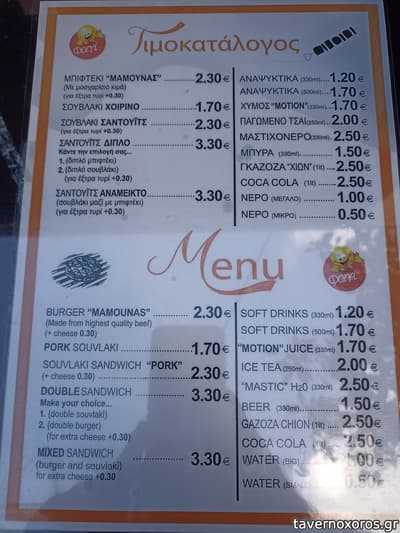 φατε
Τιμοκατάλογος
ΜΠΙΦΤΕΚΙ "ΜΑΜΟΥΝΑΣ" ............ 2.30€
(Με μοσχαρίσιο κιμά)
(για έξτρα τυρί +0.30)
ΣΟΥΒΛΑΚΙ ΧΟΙΡΙΝΟ ............ 1.70€
ΣΟΥΒΛΑΚΙ ΣΑΝΤΟΥΪΤΣ ............ 2.30€
(για έξτρα τυρί +0.30)
ΣΑΝΤΟΥΪΤΣ ΔΙΠΛΟ ............ 3.30€
Κάντε την επιλογή σας...
1. (διπλό μπιφτέκι)
2. (διπλό σουβλάκι)
(για έξτρα τυρί +0.30)
ΣΑΝΤΟΥΪΤΣ ΑΝΑΜΕΙΚΤΟ ............ 3.30€
(σουβλάκι μαζί με μπιφτέκι)
(για έξτρα τυρί +0.30)
ΑΝΑΨΥΚΤΙΚΑ (330ml) .... 1.20€
ΑΝΑΨΥΚΤΙΚΑ (500ml) .... 1.70€
ΧΥΜΟΣ "MOTION" (330ml) .... 1.70€
ΠΑΓΩΜΕΝΟ ΤΣΑΙ (250ml) .... 2.00€
ΜΑΣΤΙΧΟΝΕΡΟ (330ml) .... 2.50€
ΜΠΥΡΑ (330ml) .... 1.50€
ΓΚΑΖΟΖΑ "ΧΙΩΝ" (1lt) .... 2.50€
COCA COLA (1lt) .... 2.50€
ΝΕΡΟ (ΜΕΓΑΛΟ) .... 1.00€
ΝΕΡΟ (ΜΙΚΡΟ) .... 0.50€
Menu
BURGER "MAMOUNAS" ............ 2.30€
(Made from highest quality beef)
(+ cheese 0.30)
PORK SOUVLAKI ............ 1.70€
SOUVLAKI SANDWICH "PORK"
(+ cheese 0.30) ............ 2.30€
DOUBLE SANDWICH ............ 3.30€
Make your choice...
1. (double souvlaki)
2. (double burger)
(for extra cheese +0.30)
MIXED SANDWICH ............ 3.30€
(burger and souvlaki)
for extra cheese +0.30
SOFT DRINKS (330ml) 1.20€
SOFT DRINKS (500ml) 1.70€
"MOTION" JUICE (330ml) 1.70€
ICE TEA (250ml) .... 2.00€
"MASTIC" H20 (330ml) 2.50€
BEER (330ml) .... 1.50€
GAZOZA CHION (1lt) 2.50€
COCA COLA (1lt) 2.50€
WATER (BIG) 1.00€
WATER 0.50€
tavernoxoros.gr